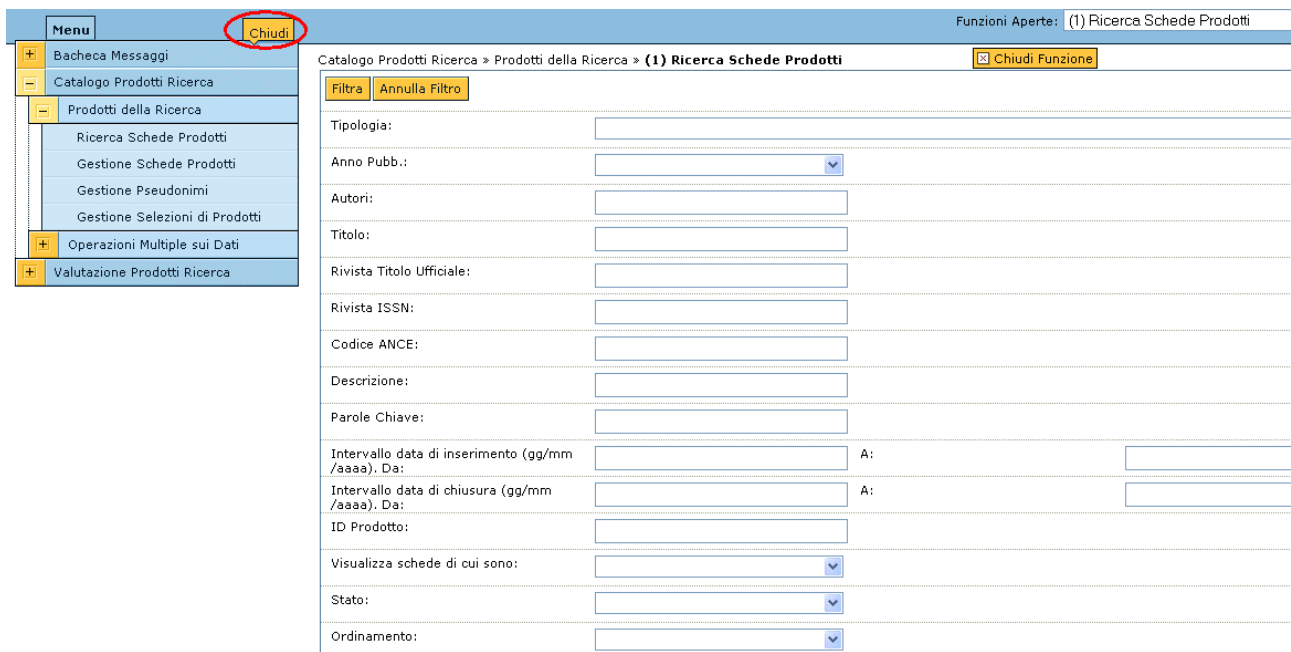 Menu
Chiudi
Funzioni Aperte: (1) Ricerca Schede Prodotti
Bacheca Messaggi
Catalogo Prodotti Ricerca
Prodotti della Ricerca
Ricerca Schede Prodotti
Gestione Schede Prodotti
Gestione Pseudonimi
Gestione Selezioni di Prodotti
Operazioni Multiple sui Dati
Valutazione Prodotti Ricerca
Catalogo Prodotti Ricerca » Prodotti della Ricerca » (1) Ricerca Schede Prodotti
Chiudi Funzione
Filtra Annulla Filtro
Tipologia:
Anno Pubb.:
Autori:
Titolo:
Rivista Titolo Ufficiale:
Rivista ISSN:
Codice ANCE:
Descrizione:
Parole Chiave:
Intervallo data di inserimento (gg/mm
/aaaa). Da: A:
Intervallo data di chiusura (gg/mm
/aaaa). Da: A:
ID Prodotto:
Visualizza schede di cui sono:
Stato:
Ordinamento: